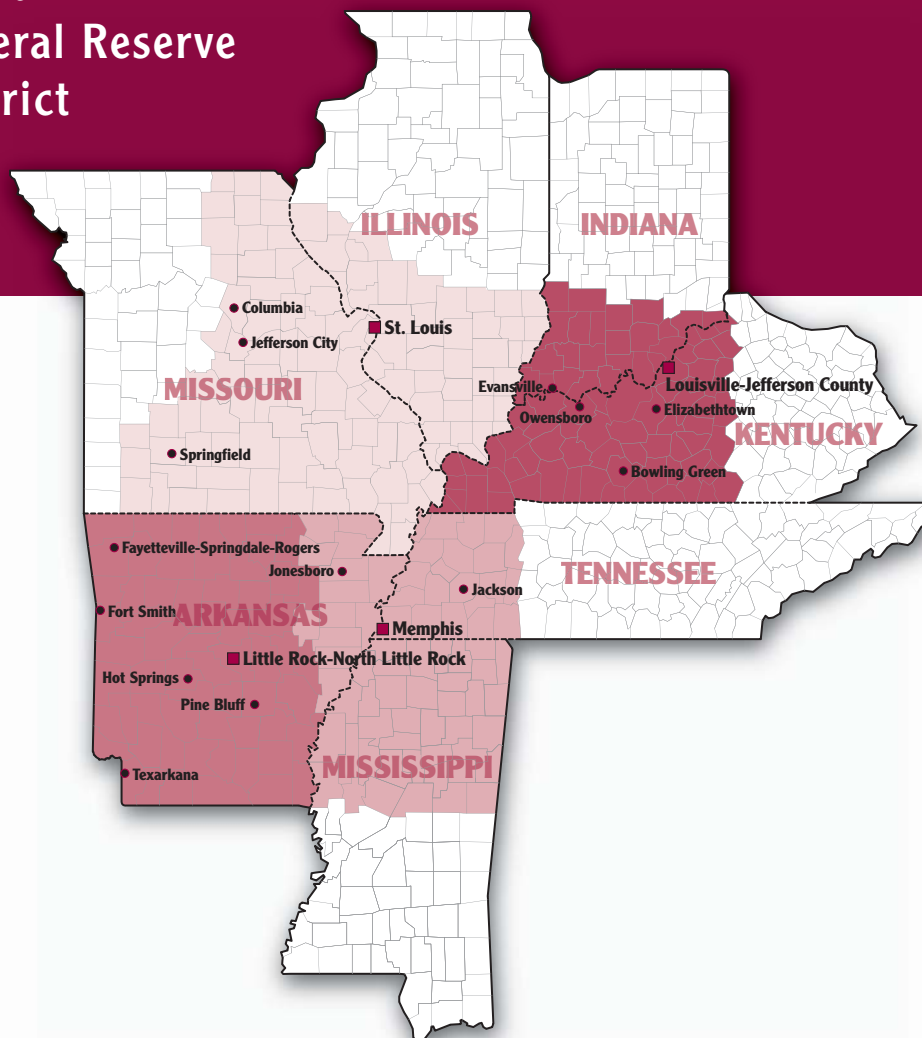 eral Reserve
rict
ILLINOIS
INDIANA
Columbia
St. Louis
Jefferson City
MISSOURI
Evansville
Louisville-Jefferson County
Owensboro
Elizabethtown
KENTUCKY
Springfield
Bowling Green
Fayetteville-Springdale-Rogers
Jonesboro
TENNESSEE
Jackson
Fort Smith
ARKANSAS
Memphis
Little Rock-North Little Rock
Hot Springs
Pine Bluff
MISSISSIPPI
Texarkana